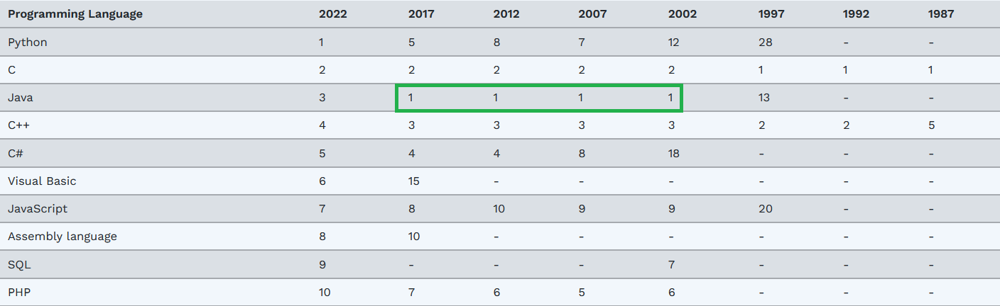 Programming Language 2022 2017 2012 2007 2002 1997 1992 1987
Python 1 5 8 7 12 28 - -
C 2 2 2 2 2 1 1 1
Java 3 1 1 1 1 13 - -
C++ 4 3 3 3 3 2 2 5
C# 5 4 4 8 18 - - -
Visual Basic 6 15 - - - - - -
JavaScript 7 8 10 9 9 20 - -
Assembly language 8 10 - - - - - -
SQL 9 - - - 7 - - -
PHP 10 7 6 5 6 - - -